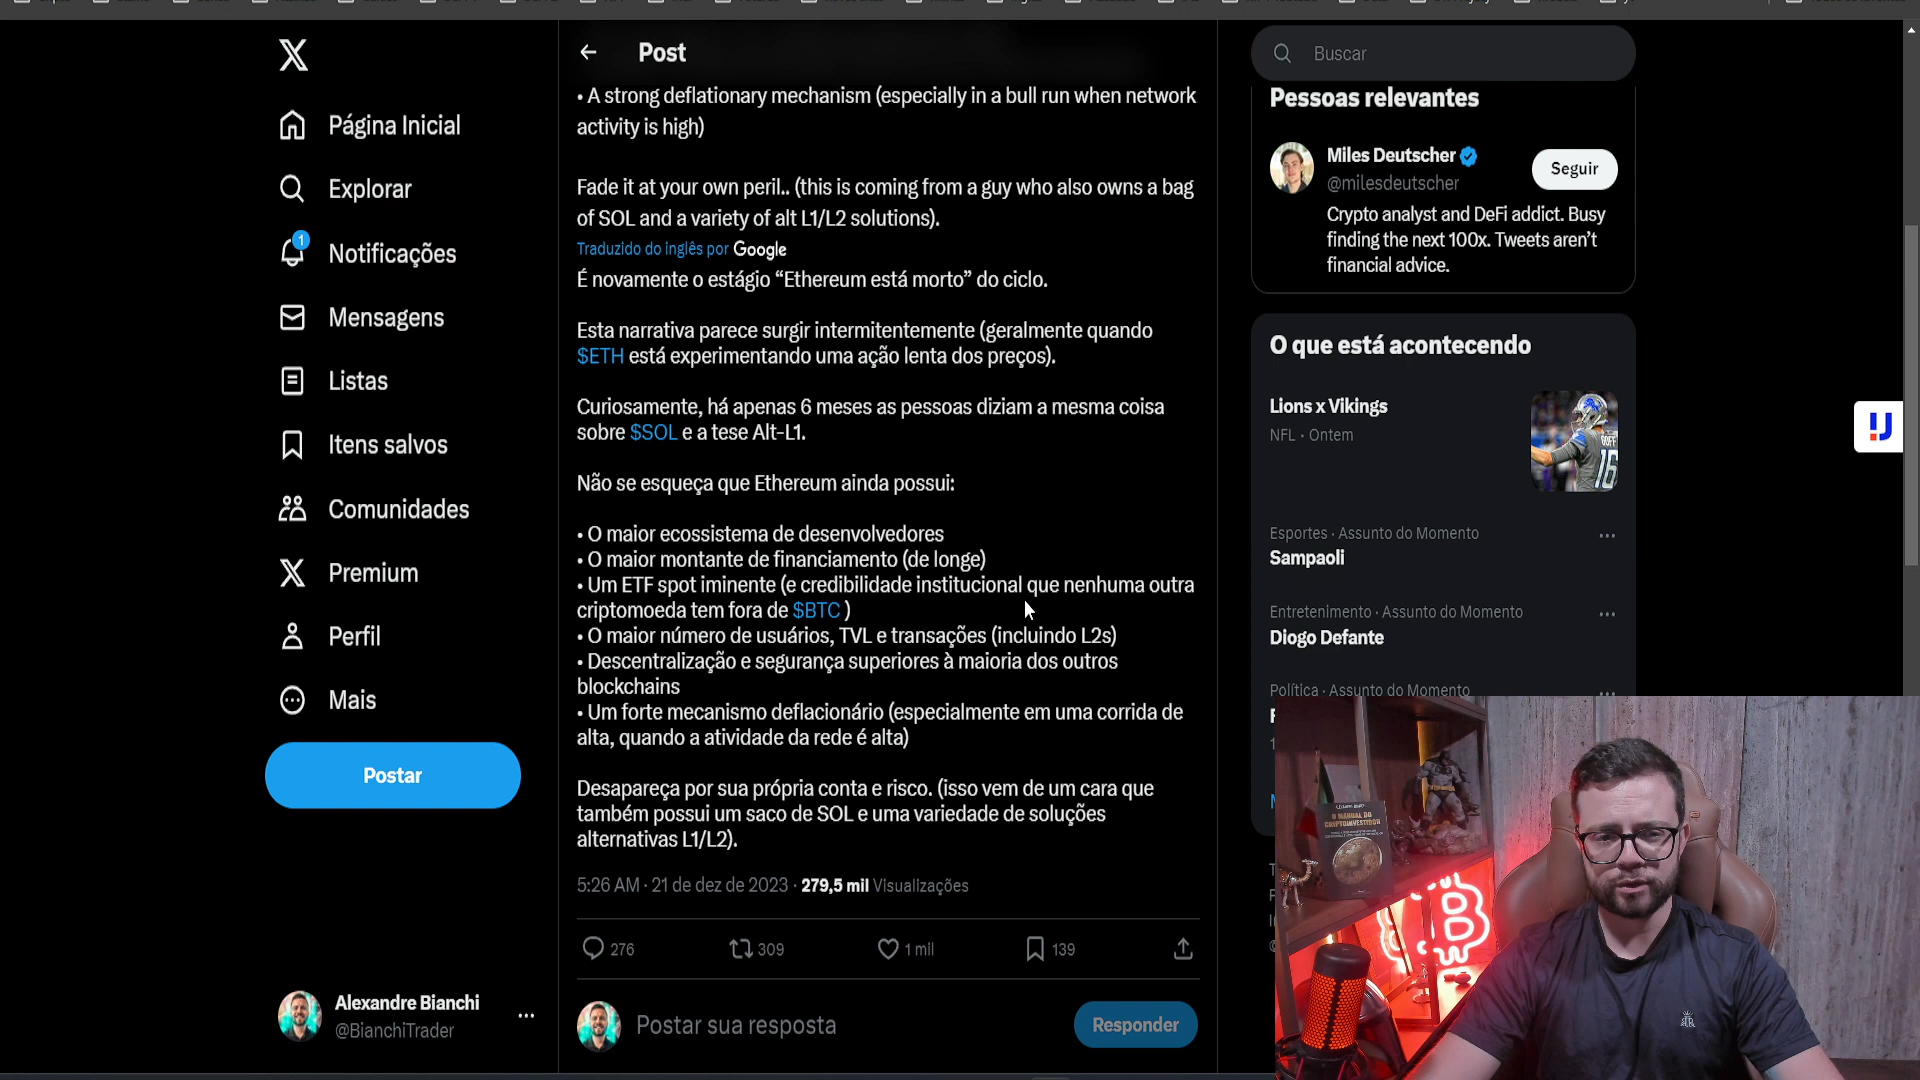 Post
• A strong deflationary mechanism (especially in a bull run when network
activity is high)
Fade it at your own peril.. (this is coming from a guy who also owns a bag
of SOL and a variety of alt L1/L2 solutions).
Traduzido do inglês por Google
É novamente o estágio “Ethereum está morto” do ciclo.
Esta narrativa parece surgir intermitentemente (geralmente quando
$ETH está experimentando uma ação lenta dos preços).
Curiosamente, há apenas 6 meses as pessoas diziam a mesma coisa
sobre $SOL e a tese Alt-L1.
Não se esqueça que Ethereum ainda possui:
• O maior ecossistema de desenvolvedores
• O maior montante de financiamento (de longe)
• Um ETF spot iminente (e credibilidade institucional que nenhuma outra
criptomoeda tem fora de $BTC )
• O maior número de usuários, TVL e transações (incluindo L2s)
• Descentralização e segurança superiores à maioria dos outros
blockchains
• Um forte mecanismo deflacionário (especialmente em uma corrida de
alta, quando a atividade da rede é alta)
Desapareça por sua própria conta e risco. (isso vem de um cara que
também possui um saco de SOL e uma variedade de soluções
alternativas L1/L2).
5:26 AM · 21 de dez de 2023 · 279,5 mil Visualizações
276 309 1 mil 139
Postar sua resposta
Responder
X
Página Inicial
Explorar
1
Notificações
Mensagens
Listas
Itens salvos
Comunidades
Premium
Perfil
Mais
Postar
Alexandre Bianchi
@BianchiTrader
Buscar
Pessoas relevantes
Miles Deutscher
@milesdeutscher
Seguir
Crypto analyst and DeFi addict. Busy
finding the next 100x. Tweets aren’t
financial advice.
O que está acontecendo
Lions x Vikings
NFL · Ontem
GOFF
16
Esportes · Assunto do Momento
Sampaoli
Entretenimento · Assunto do Momento
Diogo Defante
Política · Assunto do Momento
O MANUAL DO
CRIPTOINVESTIDOR